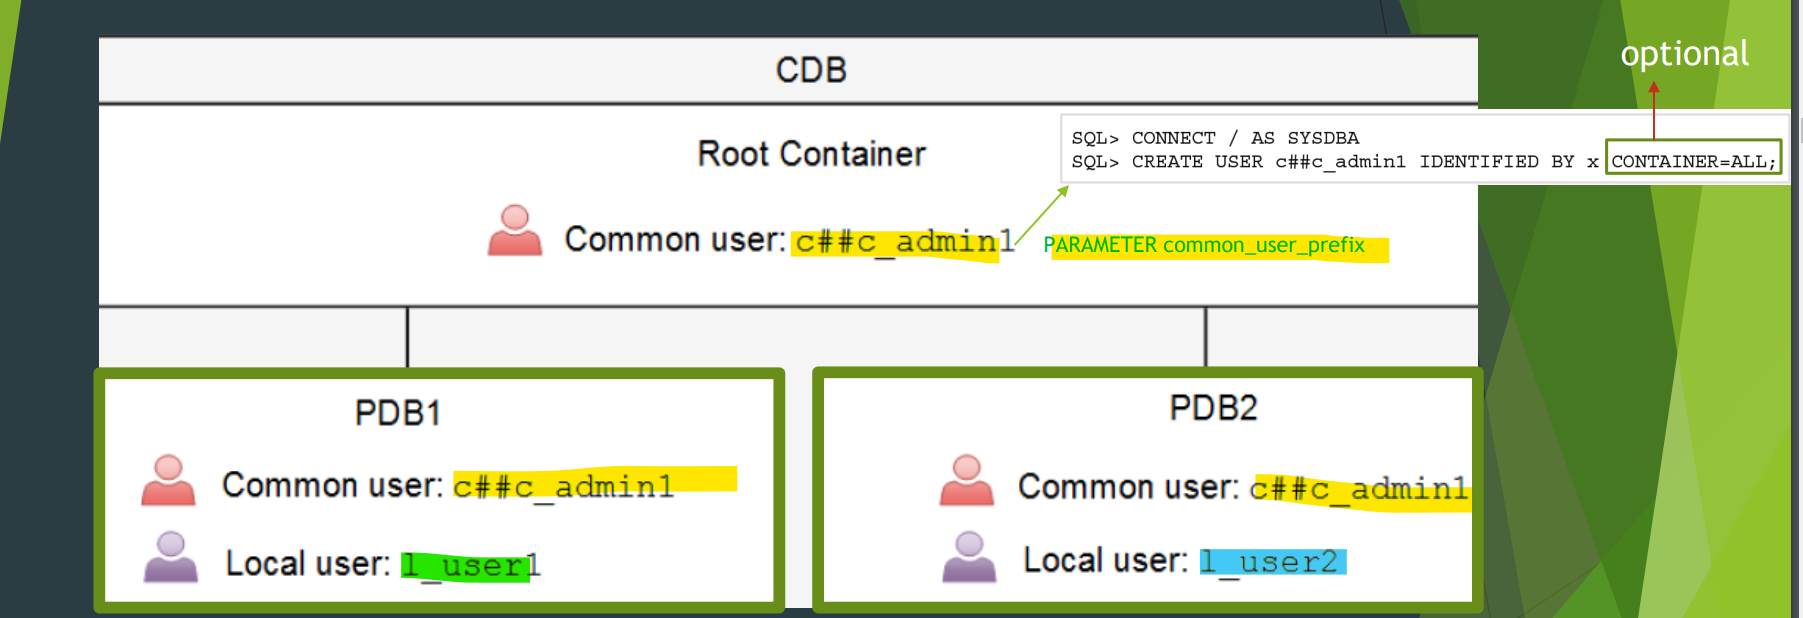 optional
CDB
SQL> CONNECT / AS SYSDBA
SQL> CREATE USER c##c_admin1 IDENTIFIED BY x CONTAINER=ALL;
Root Container
Common user: c##c_admin1
PARAMETER common_user_prefix
PDB1
Common user: c##c_admin1
Local user: l_user1
PDB2
Common user: c##c_admin1
Local user: l_user2